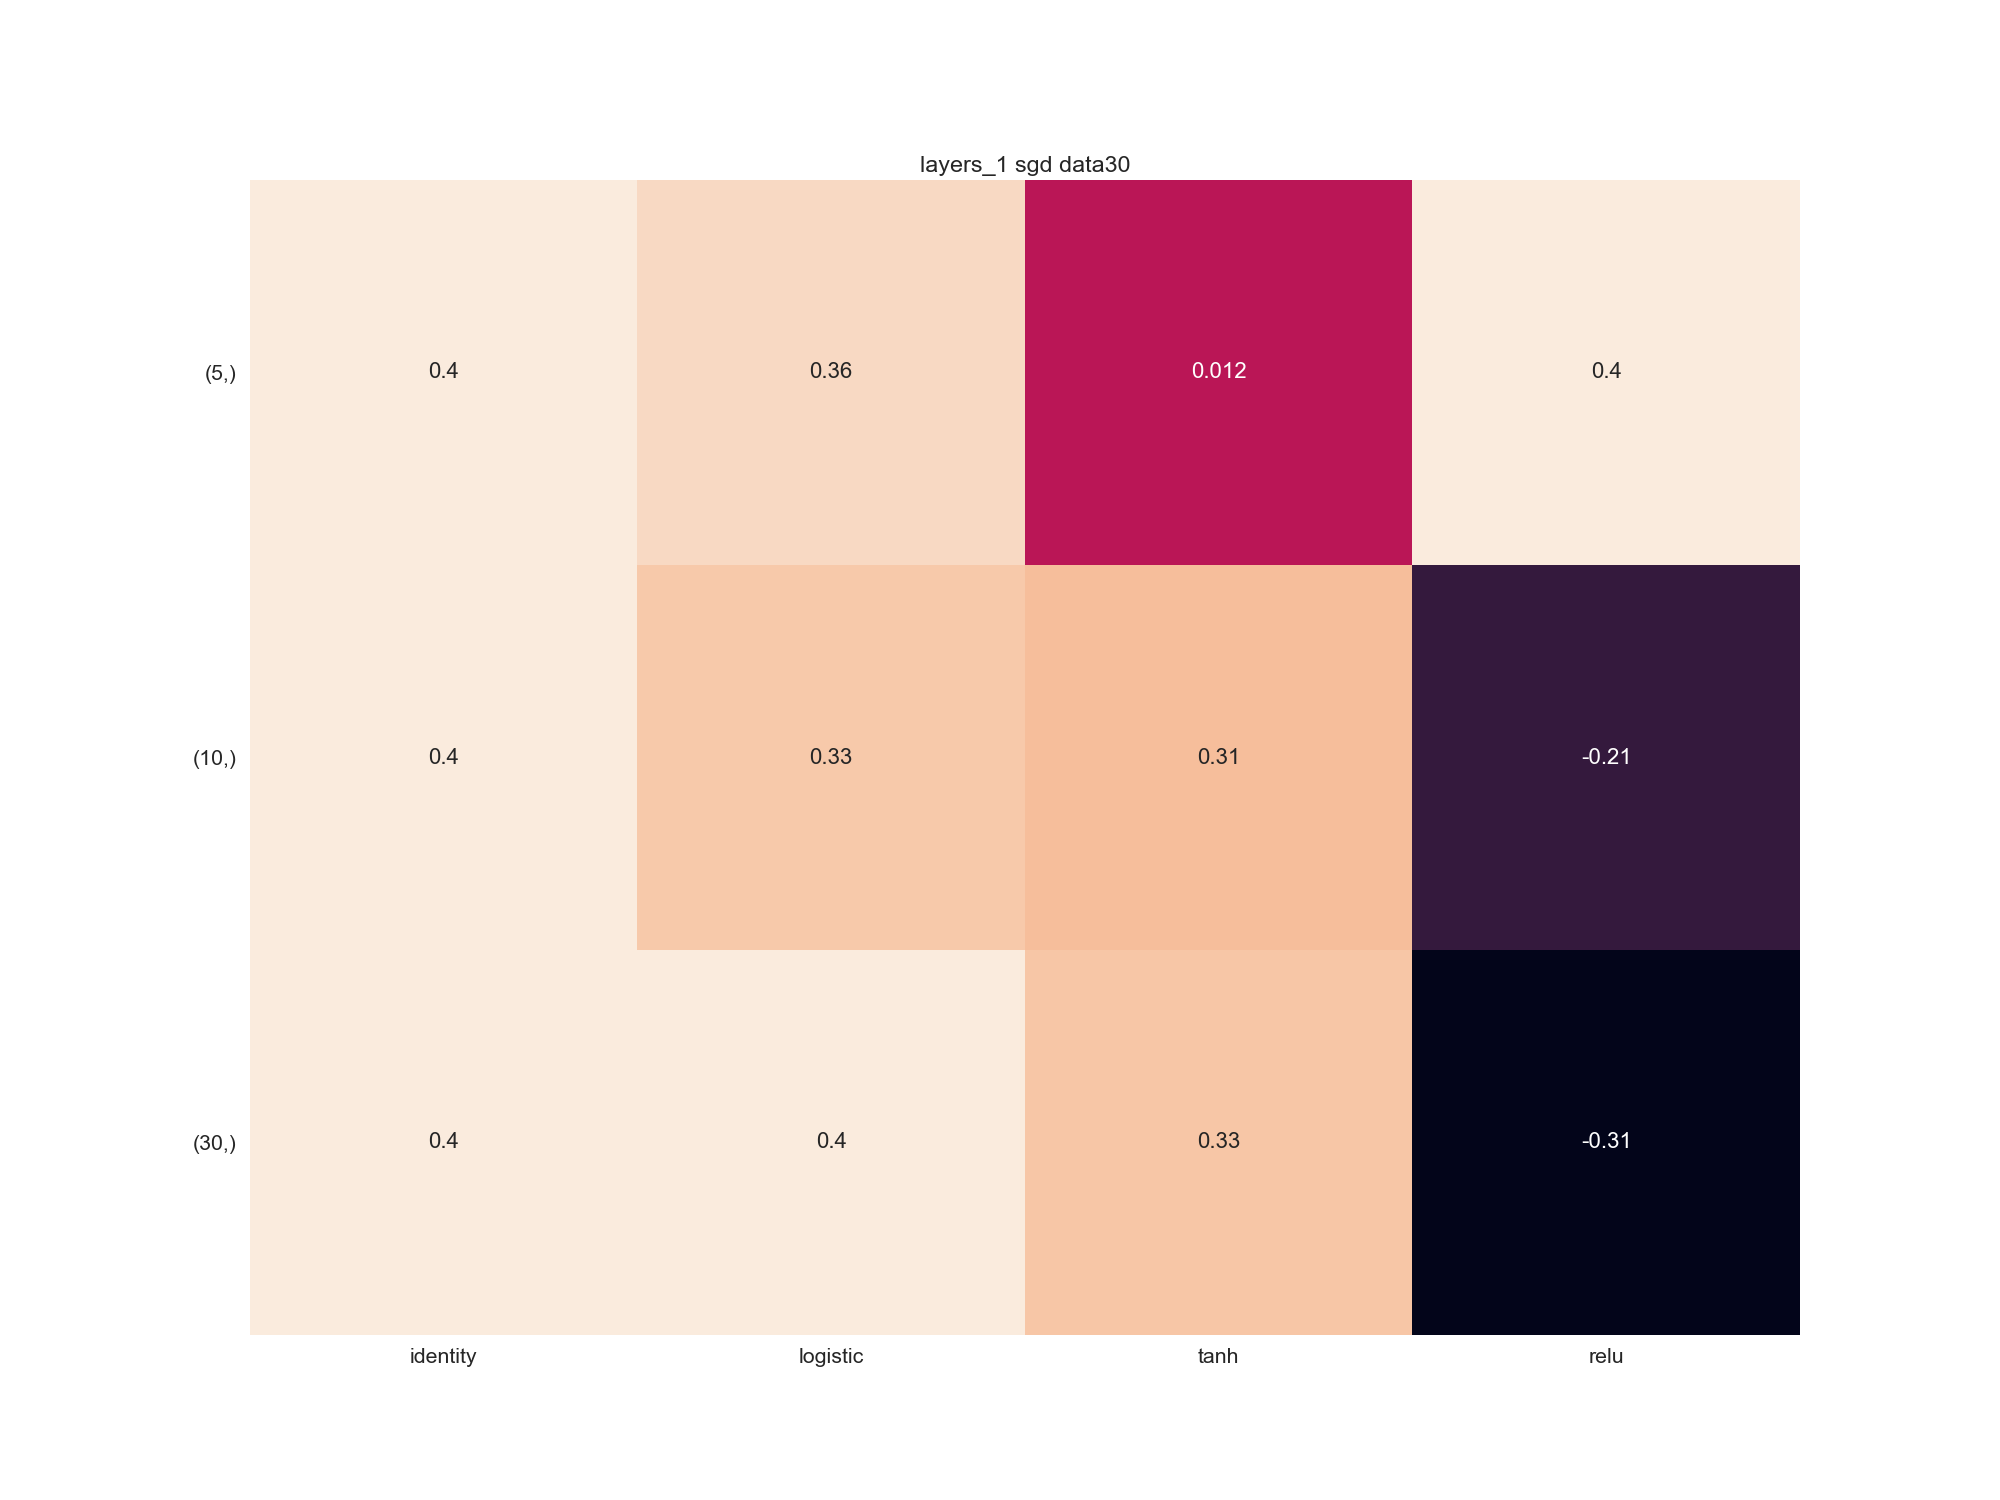 layers_1 sgd data30
(5,) 0.4 0.36 0.012 0.4
(10,) 0.4 0.33 0.31 -0.21
(30,) 0.4 0.4 0.33 -0.31
identity logistic tanh relu